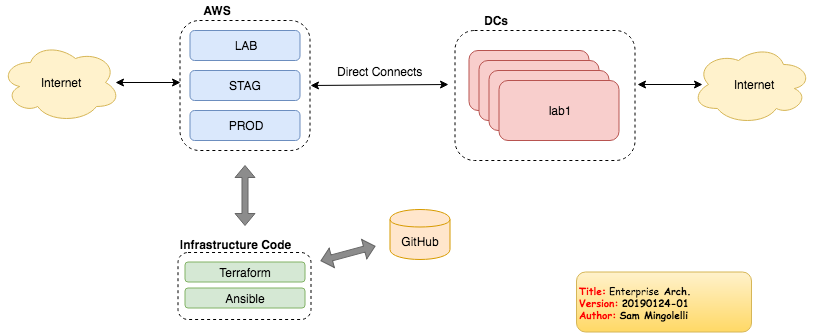 AWS
DCs
LAB
STAG
PROD
Internet
Direct Connects
lab1
Internet
Infrastructure Code
Terraform
Ansible
GitHub
Title: Enterprise Arch.
Version: 20190124-01
Author: Sam Mingolelli